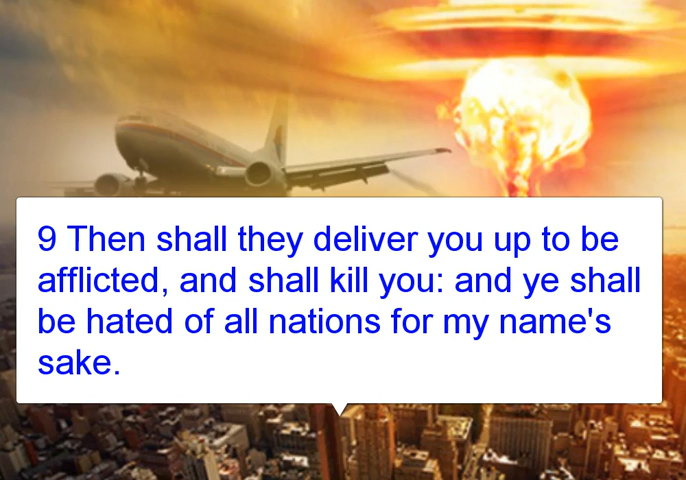 9 Then shall they deliver you up to be
afflicted, and shall kill you: and ye shall
be hated of all nations for my name's
sake.